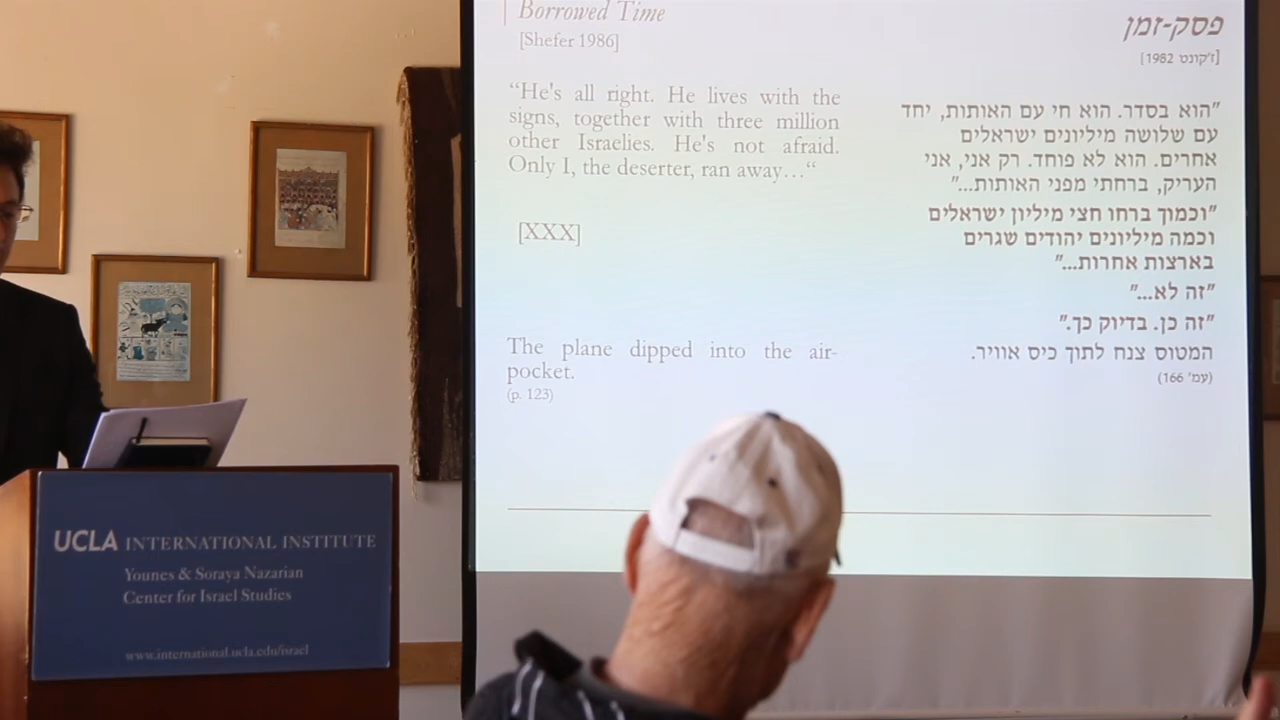 Borrowed Time
[Shefer 1986]
“He's all right. He lives with the
signs, together with three million
other Israelies. He's not afraid.
Only I, the deserter, ran away…“
[XXX]
The plane dipped into the air-
pocket.
(p. 123)
פסק-זמן
[ז'קונט 1982]
"הוא בסדר. הוא חי עם האותות, יחד
עם שלושה מיליונים ישראלים
אחרים. הוא לא פוחד. רק אני, אני
העריק, ברחתי מפני האותות..."
"וכמוך ברחו חצי מיליון ישראלים
וכמה מיליונים יהודים שגרים
בארצות אחרות..."
"זה לא..."
"זה כן. בדיוק כך."
המטוס צנח לתוך כיס אוויר.
(עמ' 166)
UCLA INTERNATIONAL INSTITUTE
Younes & Soraya Nazarian
Center for Israel Studies
www.international.ucla.edu/israel